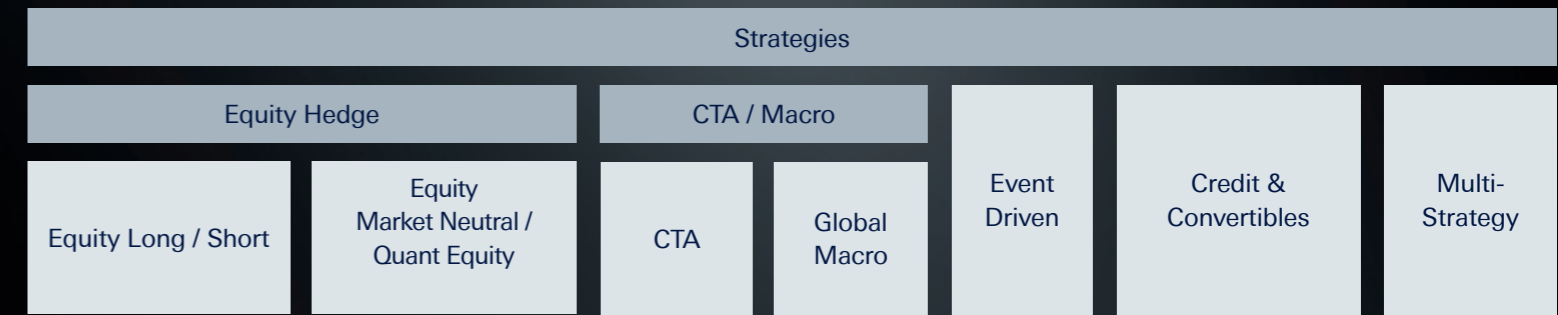 Strategies
Equity Hedge
CTA / Macro
Equity Long / Short
Equity
Market Neutral /
Quant Equity
CTA
Global
Macro
Event
Driven
Credit &
Convertibles
Multi-
Strategy